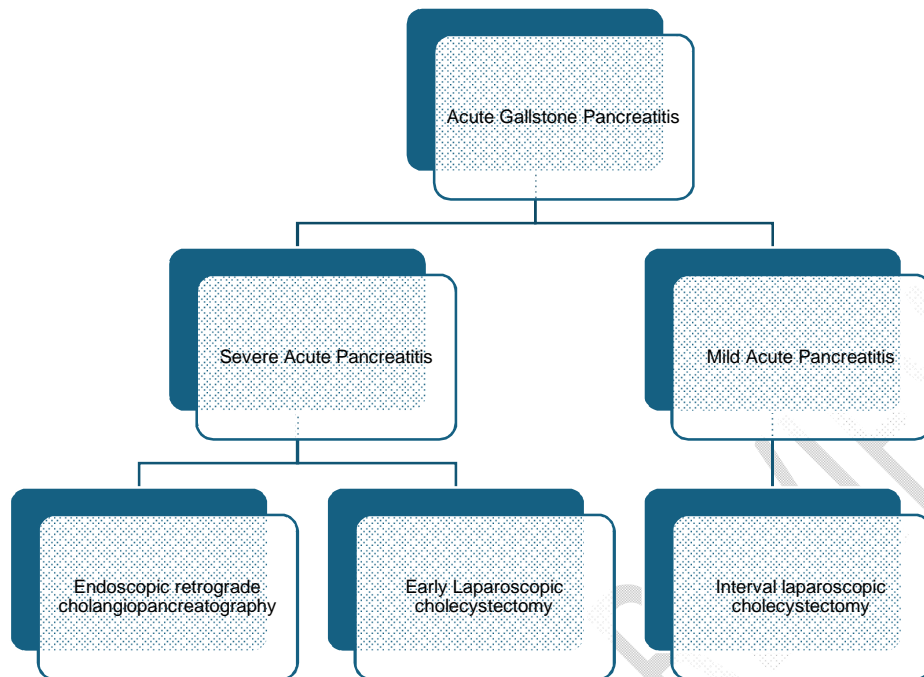 Acute Gallstone Pancreatitis
Severe Acute Pancreatitis
Mild Acute Pancreatitis
Endoscopic retrograde
cholangiopancreatography
Early Laparoscopic
cholecystectomy
Interval laparoscopic
cholecystectomy